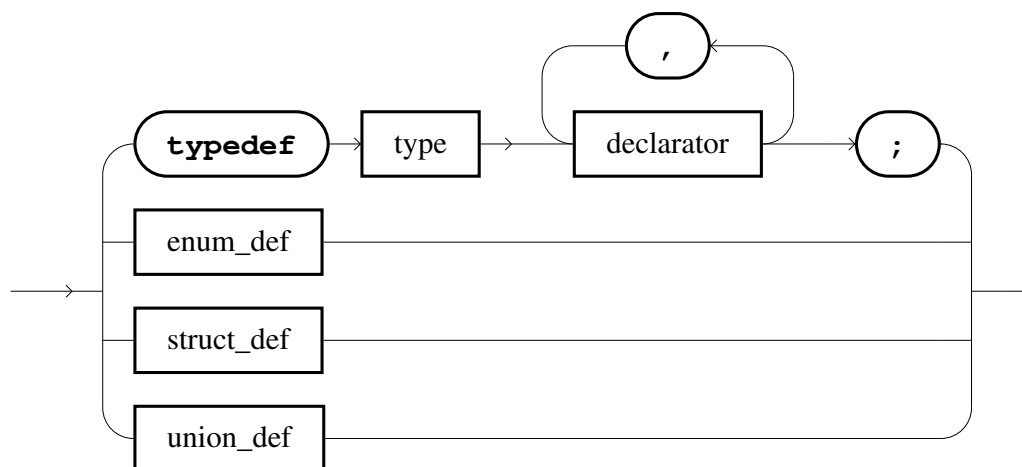 ,
typedef type declarator ;
enum_def
struct_def
union_def